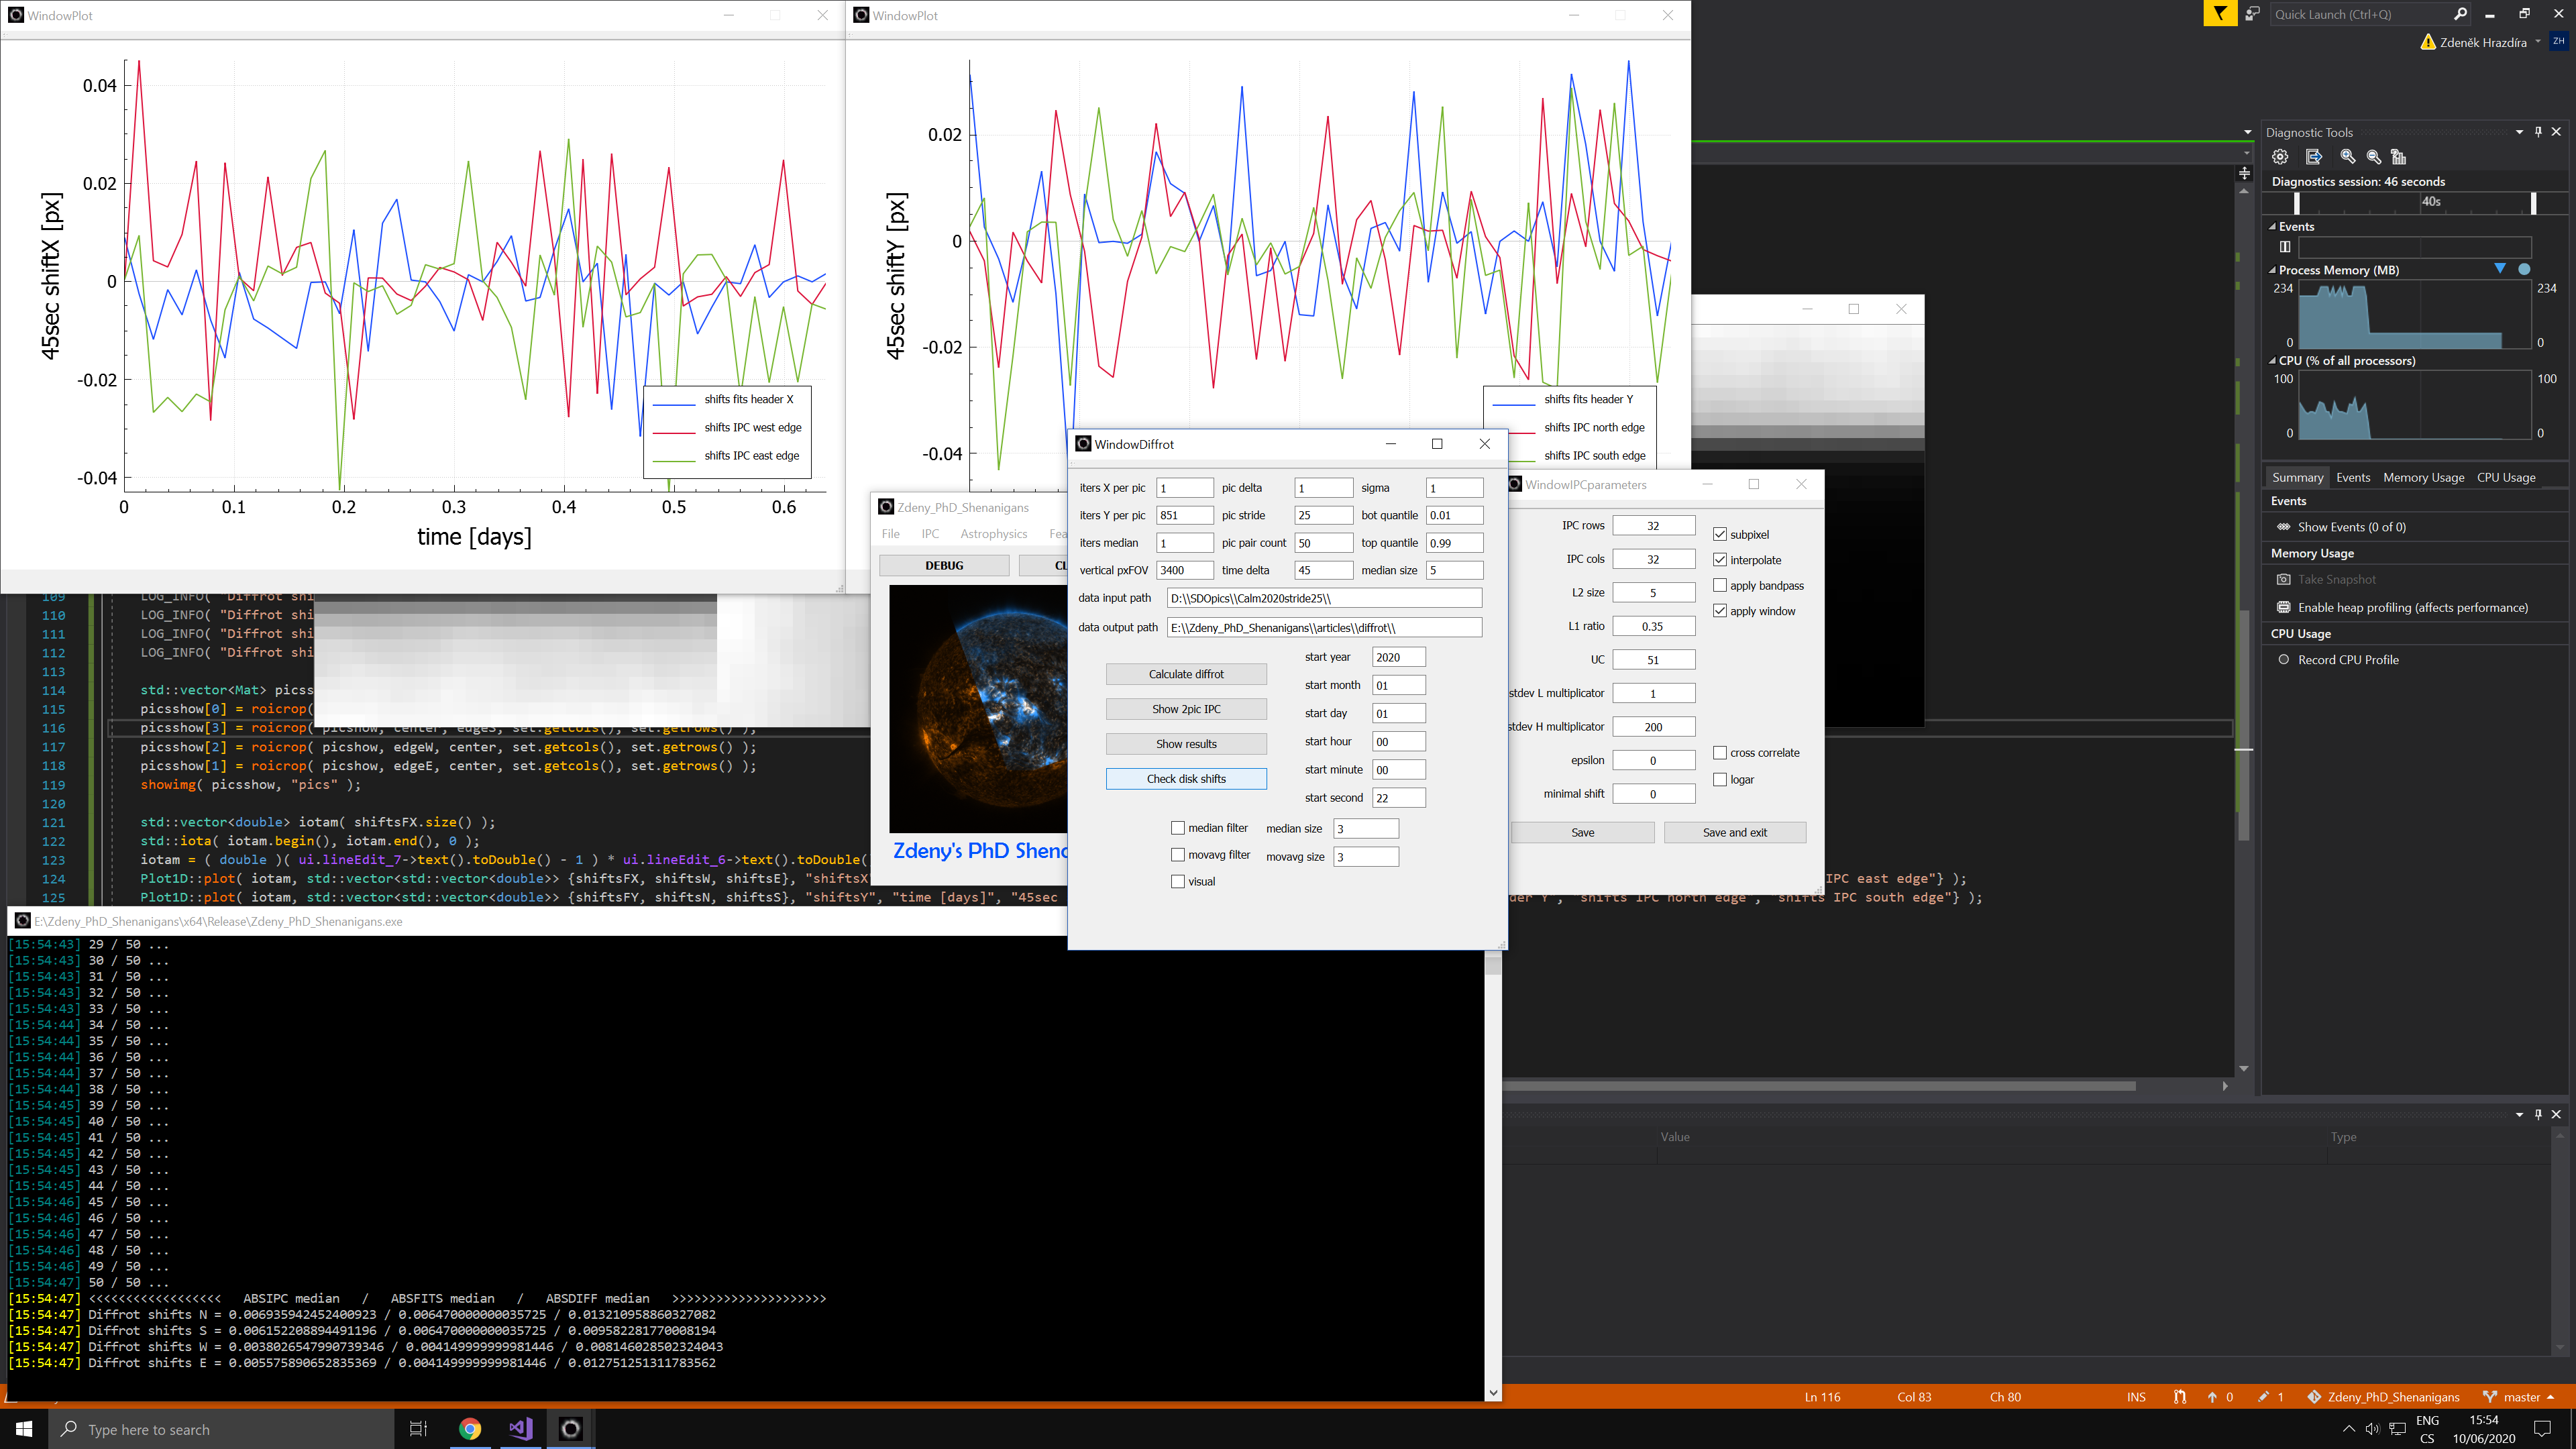 WindowPlot
45sec shiftX [px]
0.04
0.02
0
-0.02
-0.04
0 0.1 0.2 0.3 0.4 0.5 0.6
time [days]
shifts fits header X
shifts IPC west edge
shifts IPC east edge
WindowPlot
45sec shiftY [px]
0.02
0
-0.02
-0.04
shifts fits header Y
shifts IPC north edge
shifts IPC south edge
Quick Launch (Ctrl+Q)
Zdeněk Hrazdíra
ZH
Diagnostic Tools
Diagnostics session: 46 seconds
40s
Events
Process Memory (MB)
234 234
0 0
CPU (% of all processors)
100 100
0 0
Summary Events Memory Usage CPU Usage
Events
Show Events (0 of 0)
Memory Usage
Take Snapshot
Enable heap profiling (affects performance)
CPU Usage
Record CPU Profile
Zdeny_PhD_Shenanigans
File IPC Astrophysics Fea
DEBUG CL
Zdeny's PhD Shena
WindowDiffrot
iters X per pic 1 pic delta 1 sigma 1
iters Y per pic 851 pic stride 25 bot quantile 0.01
iters median 1 pic pair count 50 top quantile 0.99
vertical pxFOV 3400 time delta 45 median size 5
data input path D:\\SDOpics\\Calm2020stride25\\
data output path E:\\Zdeny_PhD_Shenanigans\\articles\\diffrot\\
Calculate diffrot
Show 2pic IPC
Show results
Check disk shifts
start year 2020
start month 01
start day 01
start hour 00
start minute 00
start second 22
median filter median size 3
movavg filter movavg size 3
visual
WindowIPCparameters
IPC rows 32
IPC cols 32
L2 size 5
L1 ratio 0.35
UC 51
stdev L multiplicator 1
stdev H multiplicator 200
epsilon 0
minimal shift 0
subpixel
interpolate
apply bandpass
apply window
cross correlate
logar
Save Save and exit
109 LOG_INFO( "Diffrot shi
110 LOG_INFO( "Diffrot shi
111 LOG_INFO( "Diffrot shi
112 LOG_INFO( "Diffrot shi
113
114 std::vector<Mat> picss
115 picsshow[0] = roicrop(
116 picsshow[3] = roicrop( picshow, center, edgeS, set.getcols(), set.getrows() );
117 picsshow[2] = roicrop( picshow, edgeW, center, set.getcols(), set.getrows() );
118 picsshow[1] = roicrop( picshow, edgeE, center, set.getcols(), set.getrows() );
119 showimg( picsshow, "pics" );
120
121 std::vector<double> iotam( shiftsFX.size() );
122 std::iota( iotam.begin(), iotam.end(), 0 );
123 iotam = ( double )( ui.lineEdit_7->text().toDouble() - 1 ) * ui.lineEdit_6->text().toDouble(
124 Plot1D::plot( iotam, std::vector<std::vector<double>> {shiftsFX, shiftsW, shiftsE}, "shiftsX" IPC east edge"} );
125 Plot1D::plot( iotam, std::vector<std::vector<double>> {shiftsFY, shiftsN, shiftsS}, "shiftsY", "time [days]", "45sec der Y", "shifts IPC north edge", "shifts IPC south edge"} );
E:\Zdeny_PhD_Shenanigans\x64\Release\Zdeny_PhD_Shenanigans.exe
[15:54:43] 29 / 50 ...
[15:54:43] 30 / 50 ...
[15:54:43] 31 / 50 ...
[15:54:43] 32 / 50 ...
[15:54:43] 33 / 50 ...
[15:54:44] 34 / 50 ...
[15:54:44] 35 / 50 ...
[15:54:44] 36 / 50 ...
[15:54:44] 37 / 50 ...
[15:54:44] 38 / 50 ...
[15:54:45] 39 / 50 ...
[15:54:45] 40 / 50 ...
[15:54:45] 41 / 50 ...
[15:54:45] 42 / 50 ...
[15:54:45] 43 / 50 ...
[15:54:45] 44 / 50 ...
[15:54:46] 45 / 50 ...
[15:54:46] 46 / 50 ...
[15:54:46] 47 / 50 ...
[15:54:46] 48 / 50 ...
[15:54:46] 49 / 50 ...
[15:54:47] 50 / 50 ...
[15:54:47] <<<<<<<<<<<<<<<<<< ABSIPC median / ABSFITS median / ABSDIFF median >>>>>>>>>>>>>>>>>>>>>
[15:54:47] Diffrot shifts N = 0.006935942452400923 / 0.006470000000035725 / 0.013210958860327082
[15:54:47] Diffrot shifts S = 0.006152208894491196 / 0.006470000000035725 / 0.009582281770008194
[15:54:47] Diffrot shifts W = 0.0038026547990739346 / 0.004149999999981446 / 0.008146028502324043
[15:54:47] Diffrot shifts E = 0.005575890652835369 / 0.004149999999981446 / 0.012751251311783562
Value Type
Ln 116 Col 83 Ch 80 INS 0 1 Zdeny_PhD_Shenanigans master
Type here to search
ENG
CS
15:54
10/06/2020